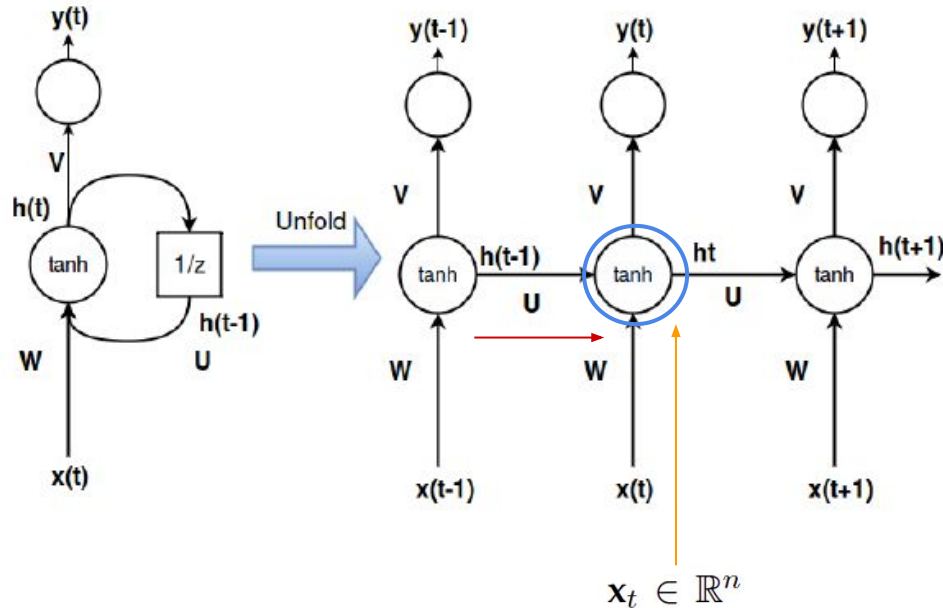 y(t)
V
h(t)
tanh
1/z
h(t-1)
W
U
x(t)
Unfold
y(t-1) y(t) y(t+1)
V V V
h(t-1) ht h(t+1)
tanh tanh tanh
U U
W W W
x(t-1) x(t) x(t+1)
𝐱ₜ ∈ ℝⁿ